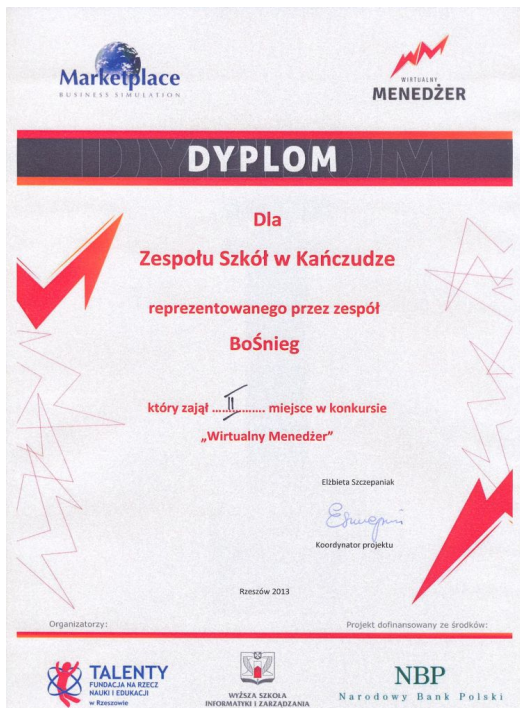 Marketplace
BUSINESS SIMULATION
WIRTUALNY
MENEDŻER
DYPLOM
Dla
Zespołu Szkół w Kańczudze
reprezentowanego przez zespół
BoŚnieg
który zajął ......II......... miejsce w konkursie
„Wirtualny Menedżer”
Elżbieta Szczepaniak
Koordynator projektu
Rzeszów 2013
Organizatorzy:
Projekt dofinansowany ze środków:
TALENTY
FUNDACJA NA RZECZ
NAUKI I EDUKACJI
w Rzeszowie
WYŻSZA SZKOŁA
INFORMATYKI I ZARZĄDZANIA
NBP
Narodowy Bank Polski